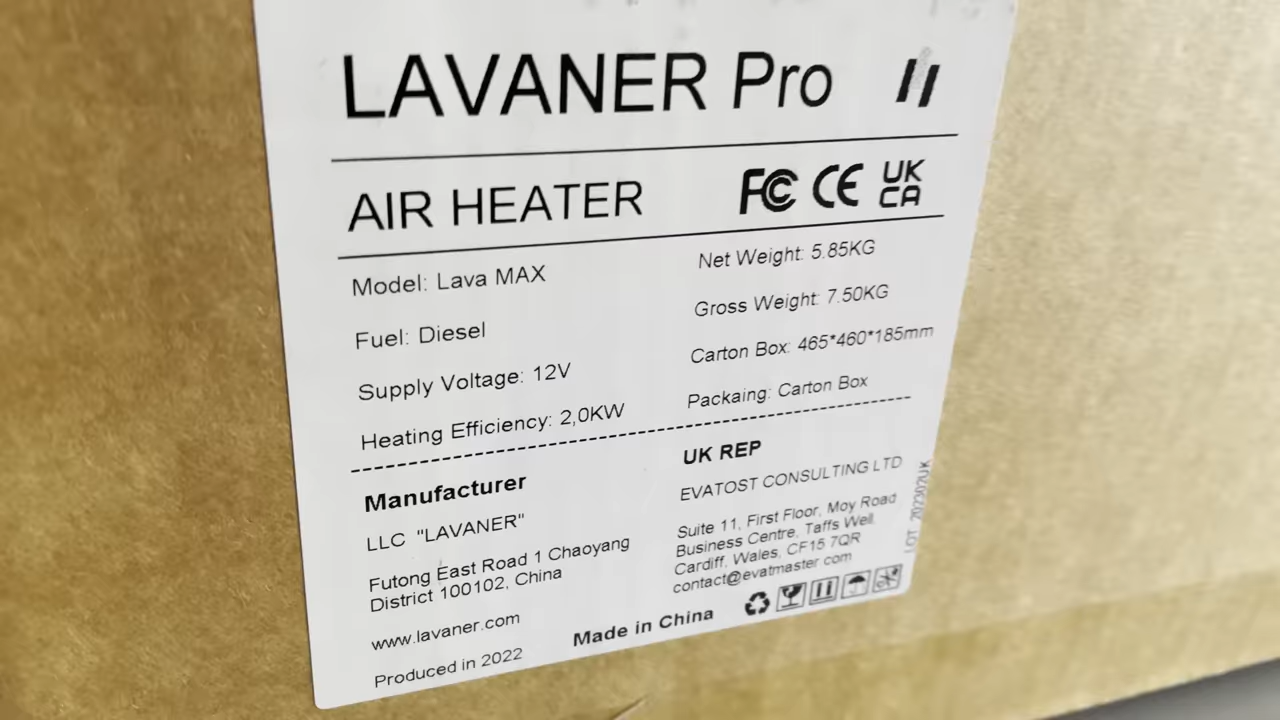 LAVANER Pro
AIR HEATER
FC CE UK
CA
Model: Lava MAX
Fuel: Diesel
Supply Voltage: 12V
Heating Efficiency: 2,0KW
Net Weight: 5.85KG
Gross Weight: 7.50KG
Carton Box: 465*460*185mm
Packaing: Carton Box
Manufacturer
LLC "LAVANER"
Futong East Road 1 Chaoyang
District 100102, China
www.lavaner.com
Produced in 2022
UK REP
EVATOST CONSULTING LTD
Suite 11, First Floor, Moy Road
Business Centre, Taffs Well,
Cardiff, Wales, CF15 7QR
contact@evatmaster.com
Made in China
LOT 202302UK